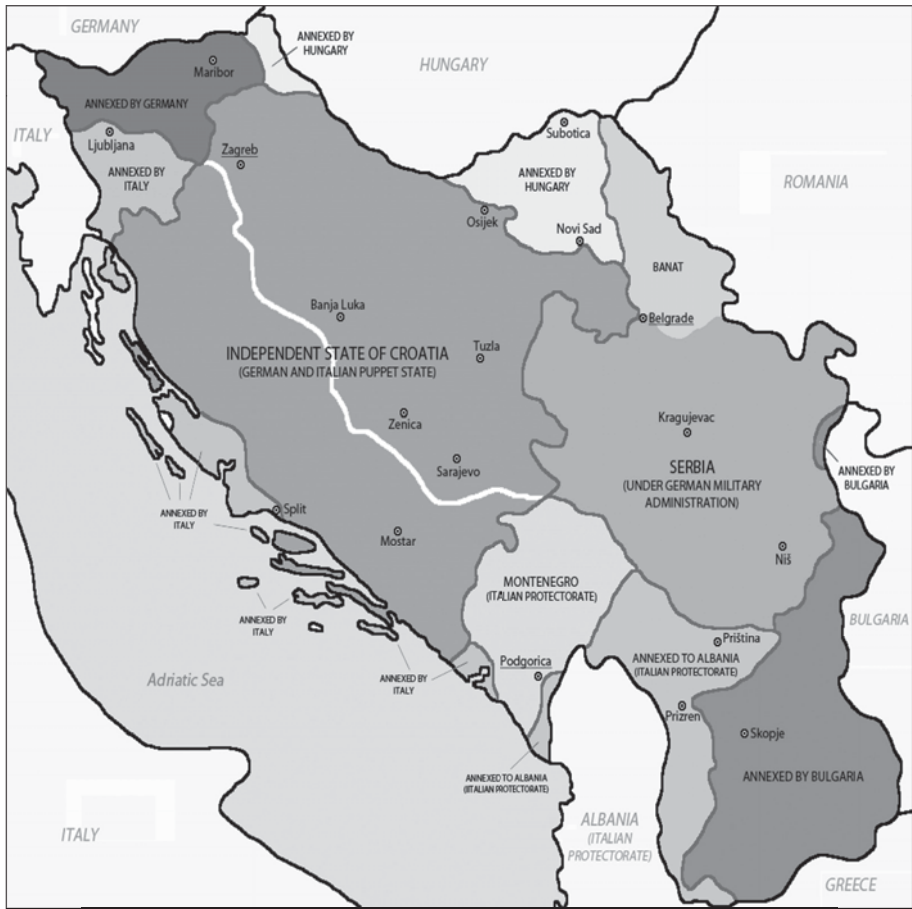 GERMANY
ANNEXED BY
HUNGARY
HUNGARY
Maribor
ANNEXED BY GERMANY
ITALY
Ljubljana
Zagreb
ANNEXED BY
ITALY
Subotica
ANNEXED BY
HUNGARY
ROMANIA
Osijek
Novi Sad
BANAT
Banja Luka
Belgrade
INDEPENDENT STATE OF CROATIA
(GERMAN AND ITALIAN PUPPET STATE)
Tuzla
Zenica
Kragujevac
Sarajevo
SERBIA
(UNDER GERMAN MILITARY
ADMINISTRATION)
ANNEXED BY
BULGARIA
ANNEXED BY
ITALY
Split
Mostar
Niš
MONTENEGRO
(ITALIAN PROTECTORATE)
ANNEXED BY
ITALY
BULGARIA
Priština
ANNEXED TO ALBANIA
(ITALIAN PROTECTORATE)
Podgorica
ANNEXED BY
ITALY
Adriatic Sea
Prizren
Skopje
ANNEXED TO ALBANIA
(IITALIAN PROTECTORATE)
ANNEXED BY BULGARIA
ITALY
ALBANIA
(ITALIAN
PROTECTORATE)
GREECE